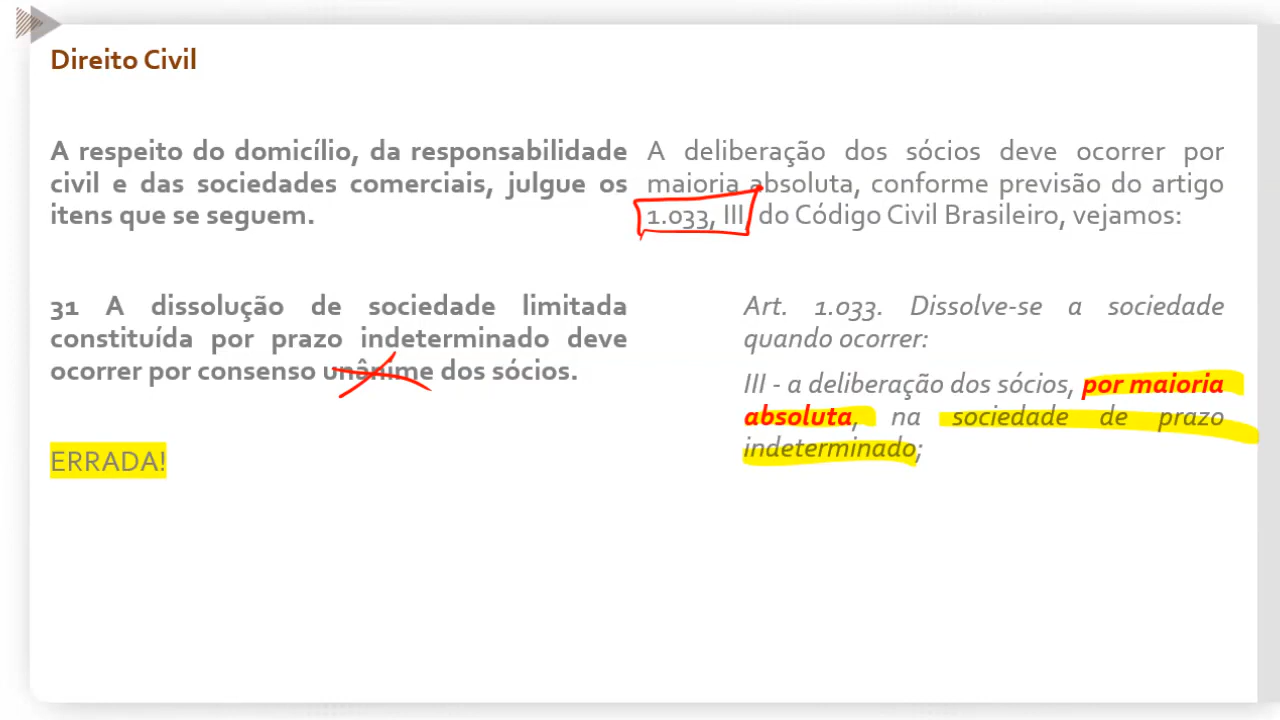 Direito Civil
A respeito do domicílio, da responsabilidade
civil e das sociedades comerciais, julgue os
itens que se seguem.
31 A dissolução de sociedade limitada
constituída por prazo indeterminado deve
ocorrer por consenso unânime dos sócios.
ERRADA!
A deliberação dos sócios deve ocorrer por
maioria absoluta, conforme previsão do artigo
1.033, III, do Código Civil Brasileiro, vejamos:
Art. 1.033. Dissolve-se a sociedade
quando ocorrer:
III - a deliberação dos sócios, por maioria
absoluta, na sociedade de prazo
indeterminado;